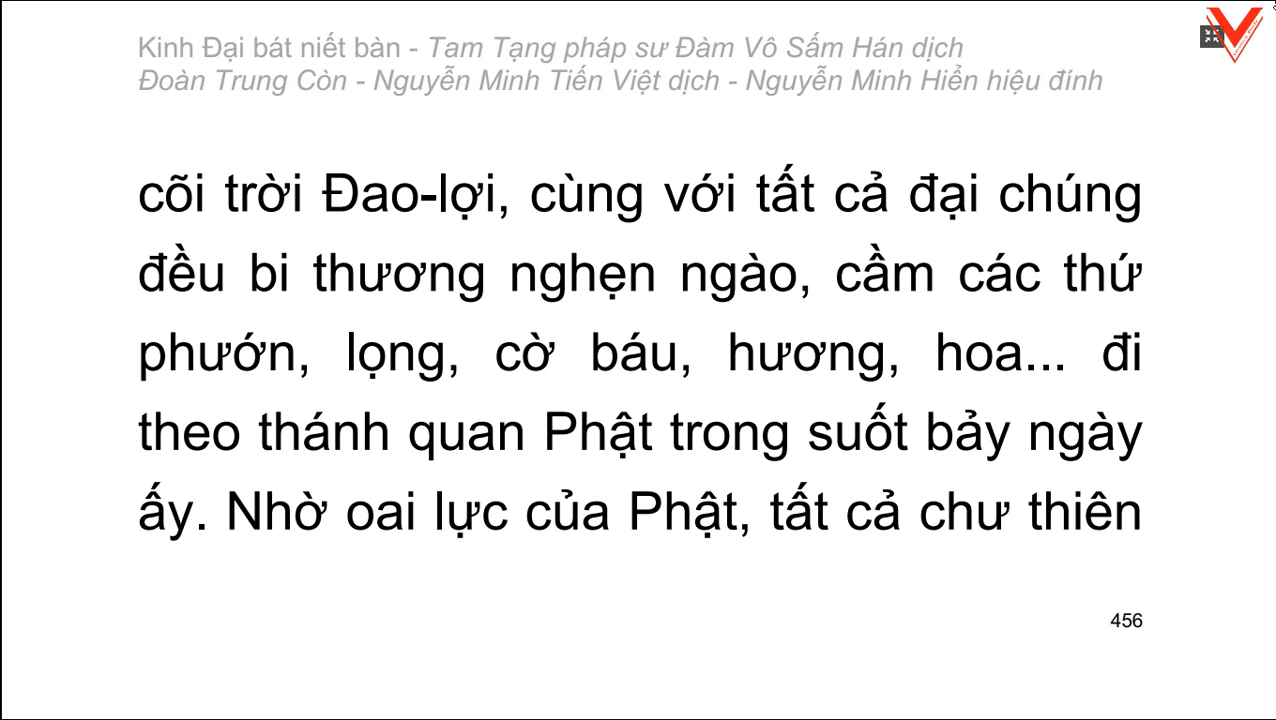 Kinh Đại bát niết bàn - Tam Tạng pháp sư Đàm Vô Sấm Hán dịch
Đoàn Trung Còn - Nguyễn Minh Tiến Việt dịch - Nguyễn Minh Hiển hiệu đính
cõi trời Đao-lợi, cùng với tất cả đại chúng
đều bi thương nghẹn ngào, cầm các thứ
phướn, lọng, cờ báu, hương, hoa... đi
theo thánh quan Phật trong suốt bảy ngày
ấy. Nhờ oai lực của Phật, tất cả chư thiên
456